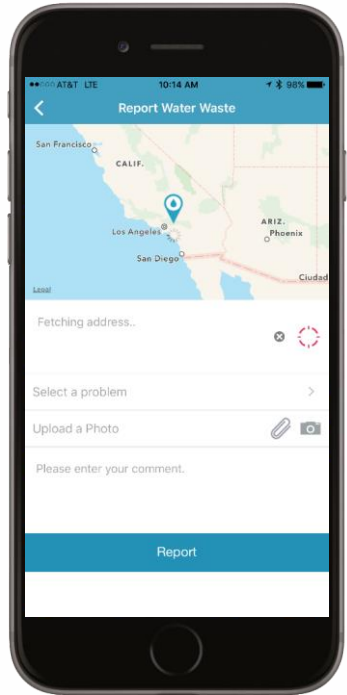 AT&T LTE 10:14 AM 98%
Report Water Waste
San Francisco
CALIF.
Los Angeles
ARIZ.
Phoenix
San Diego
Ciudad
Legal
Fetching address..
Select a problem
Upload a Photo
Please enter your comment.
Report